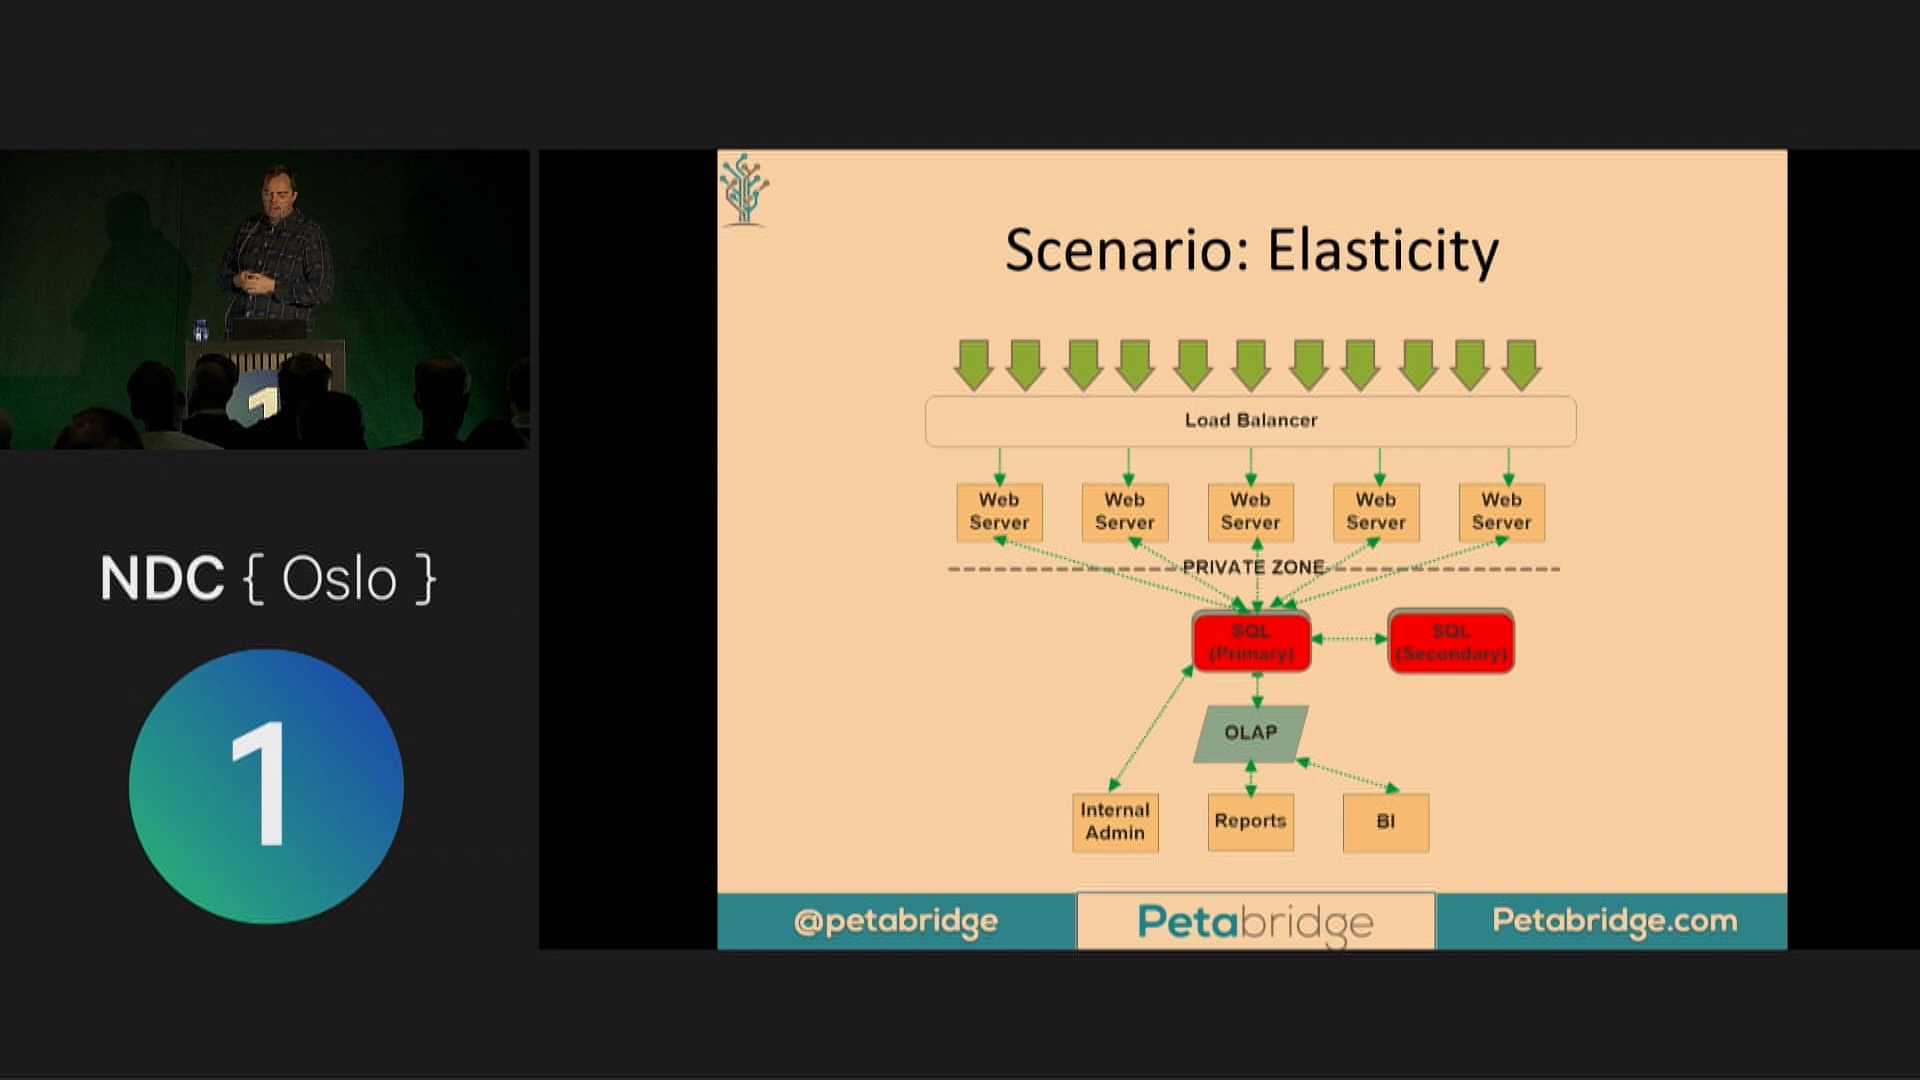 NDC { Oslo }
1
Scenario: Elasticity
Load Balancer
Web
Server
Web
Server
Web
Server
Web
Server
Web
Server
PRIVATE ZONE
SQL
(Primary)
SQL
(Secondary)
OLAP
Internal
Admin
Reports
BI
@petabridge
Petabridge
Petabridge.com